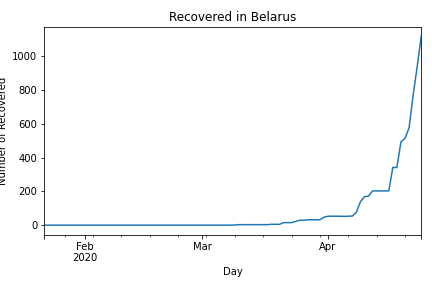 Recovered in Belarus
Number of Recovered
1000
800
600
400
200
0
Feb
2020
Mar
Apr
Day